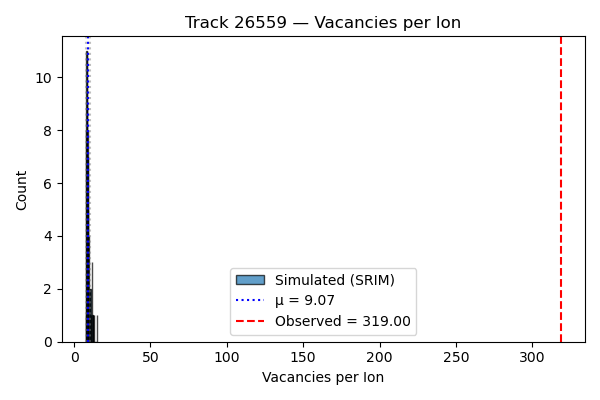 Track 26559 — Vacancies per Ion
Count
10
8
6
4
2
0
Simulated (SRIM)
μ = 9.07
Observed = 319.00
0 50 100 150 200 250 300
Vacancies per Ion